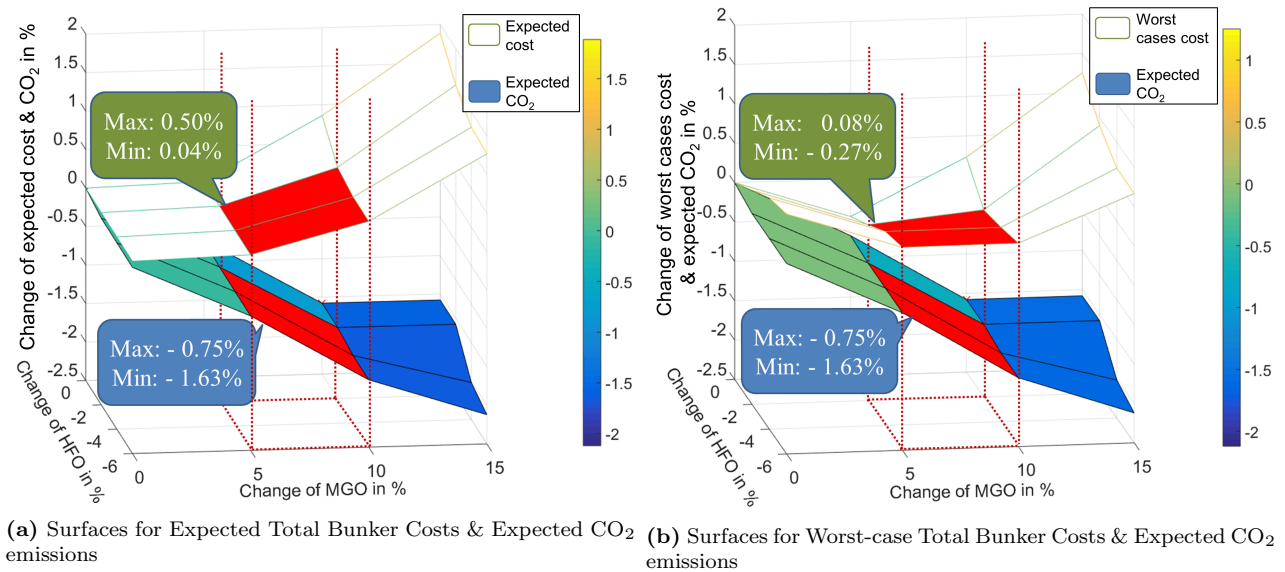 Change of expected cost & CO2 in %
2
1.5
1
0.5
0
-0.5
-1
-1.5
-2
-2.5
Expected
cost
Expected
CO2
Max: 0.50%
Min: 0.04%
Max: - 0.75%
Min: - 1.63%
1.5
1
0.5
0
-0.5
-1
-1.5
-2
0
-2
-4
-6
Change of HFO in %
0
5
10
15
Change of MGO in %
(a) Surfaces for Expected Total Bunker Costs & Expected CO2
emissions
Change of worst cases cost
& expected CO2 in %
2
1.5
1
0.5
0
-0.5
-1
-1.5
-2
-2.5
Worst
cases cost
Expected
CO2
Max: 0.08%
Min: - 0.27%
Max: - 0.75%
Min: - 1.63%
1
0.5
0
-0.5
-1
-1.5
-2
0
-2
-4
-6
Change of HFO in %
0
5
10
15
Change of MGO in %
(b) Surfaces for Worst-case Total Bunker Costs & Expected CO2
emissions